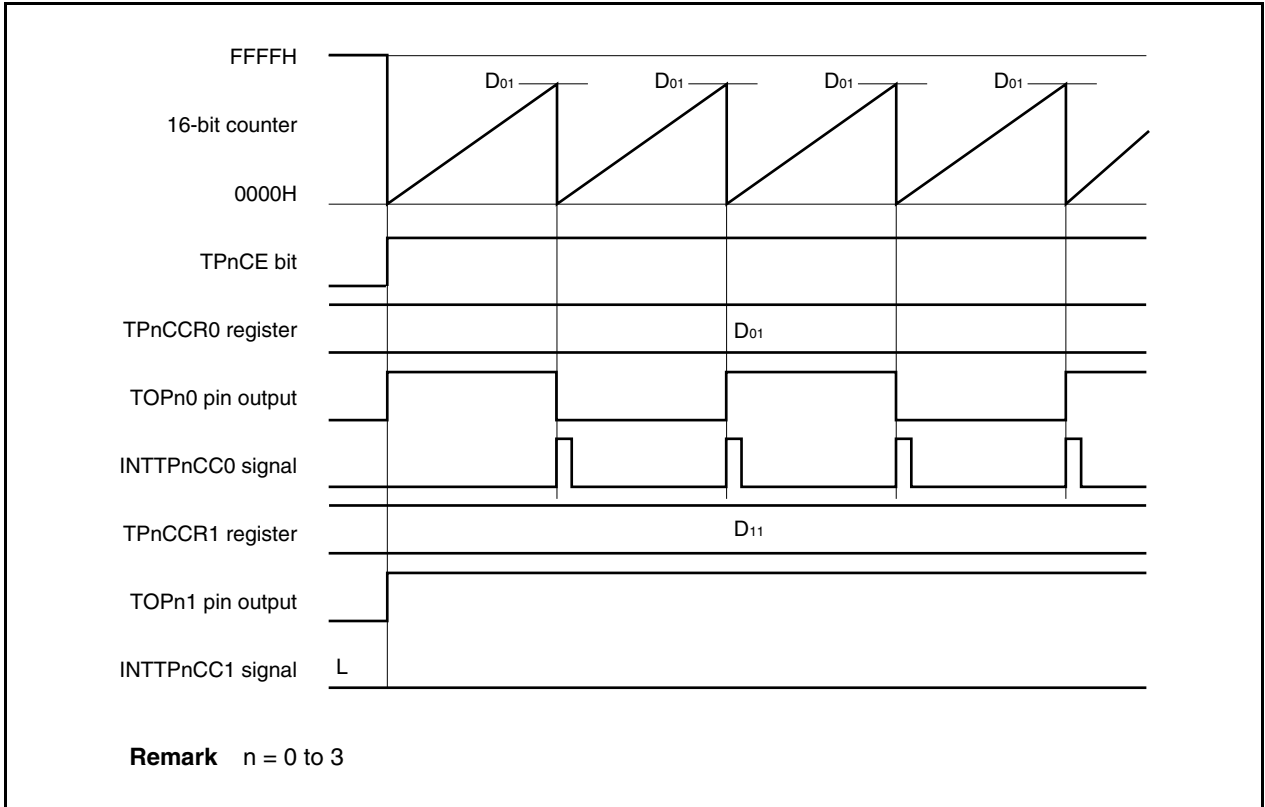 FFFFH
D01 D01 D01 D01
16-bit counter
0000H
TPnCE bit
TPnCCR0 register D01
TOPn0 pin output
INTTPnCC0 signal
TPnCCR1 register D11
TOPn1 pin output
INTTPnCC1 signal L
Remark n = 0 to 3